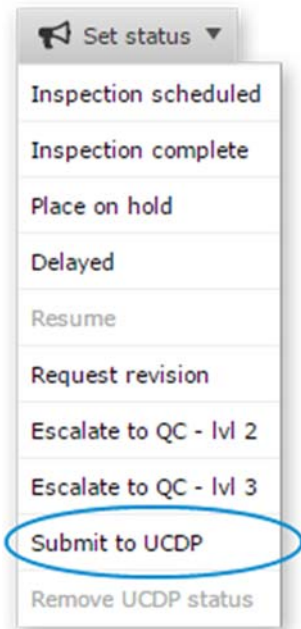 Set status
Inspection scheduled
Inspection complete
Place on hold
Delayed
Resume
Request revision
Escalate to QC - lvl 2
Escalate to QC - lvl 3
Submit to UCDP
Remove UCDP status